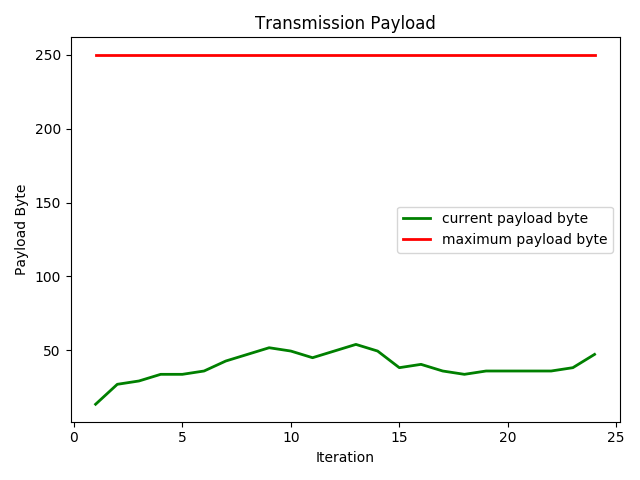 Transmission Payload
250
200
150
100
50
Payload Byte
current payload byte
maximum payload byte
0
5
10
15
20
25
Iteration